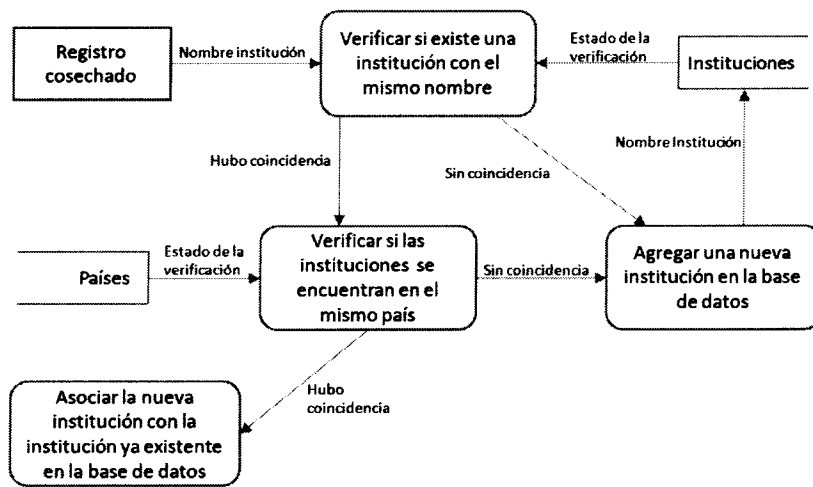 Registro
cosechado
Nombre institución
Verificar si existe una
institución con el
mismo nombre
Estado de la
verificación
Instituciones
Hubo coincidencia
Sin coincidencia
Nombre Institución
Países
Estado de la
verificación
Verificar si las
instituciones se
encuentran en el
mismo país
Sin coincidencia
Agregar una nueva
institución en la base
de datos
Hubo
coincidencia
Asociar la nueva
institución con la
institución ya existente
en la base de datos